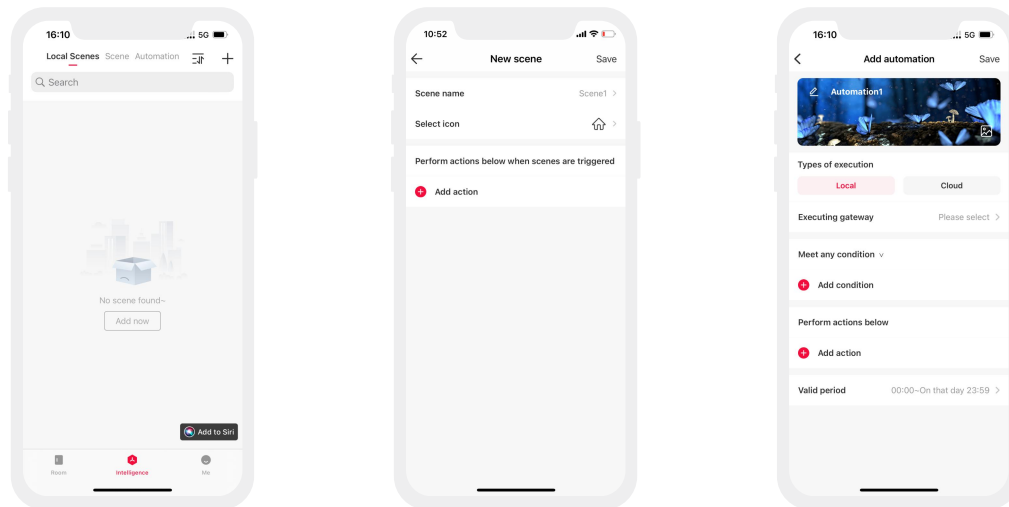 16:10
5G
Local Scenes Scene Automation
Search
No scene found~
Add now
Add to Siri
Room Intelligence Me
10:52
New scene Save
Scene name Scene1
Select icon
Perform actions below when scenes are triggered
Add action
16:10
5G
Add automation Save
Automation1
Types of execution
Local Cloud
Executing gateway Please select
Meet any condition
Add condition
Perform actions below
Add action
Valid period 00:00~On that day 23:59